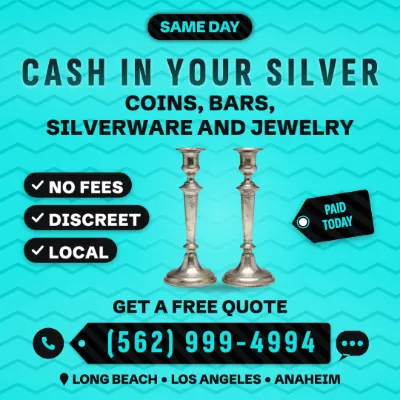 SAME DAY
CASH IN YOUR SILVER
COINS, BARS,
SILVERWARE AND JEWELRY
NO FEES
DISCREET
LOCAL
PAID
TODAY
GET A FREE QUOTE
(562) 999-4994
LONG BEACH • LOS ANGELES • ANAHEIM